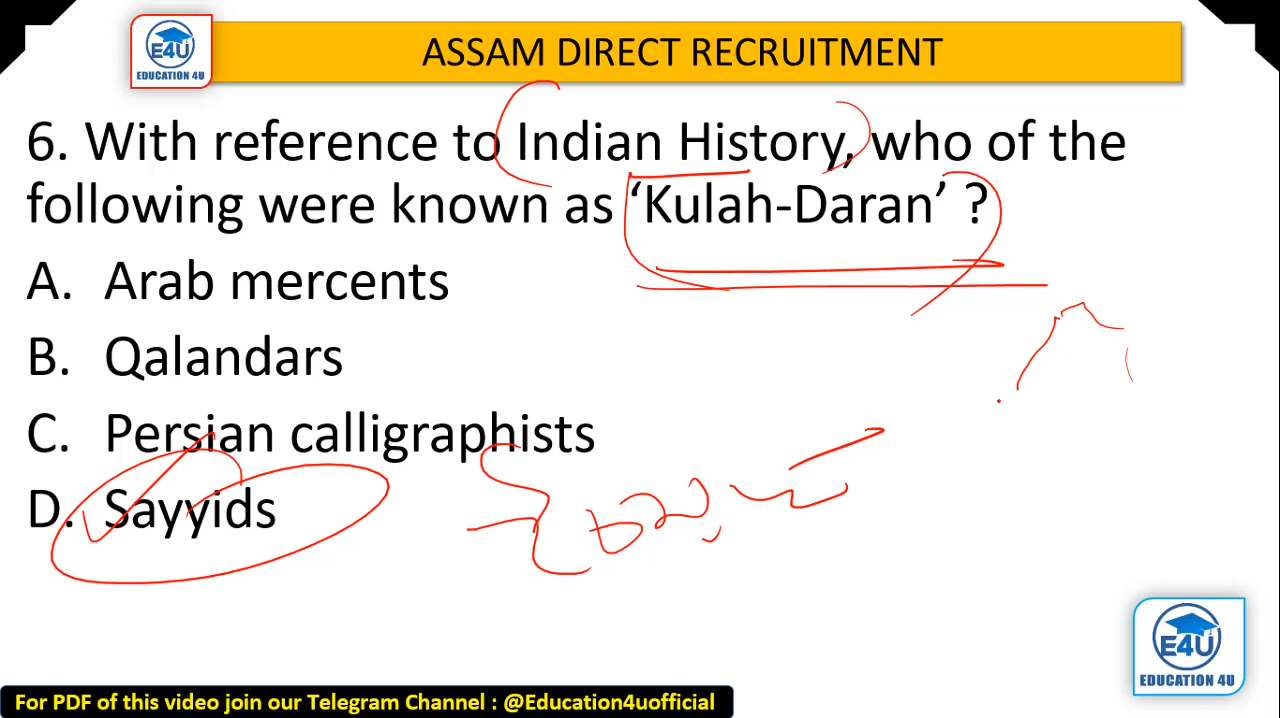 E4U
EDUCATION 4U
ASSAM DIRECT RECRUITMENT
6. With reference to Indian History, who of the
following were known as ‘Kulah-Daran’ ?
A. Arab mercents
B. Qalandars
C. Persian calligraphists
D. Sayyids
E4U
EDUCATION 4U
For PDF of this video join our Telegram Channel : @Education4uofficial